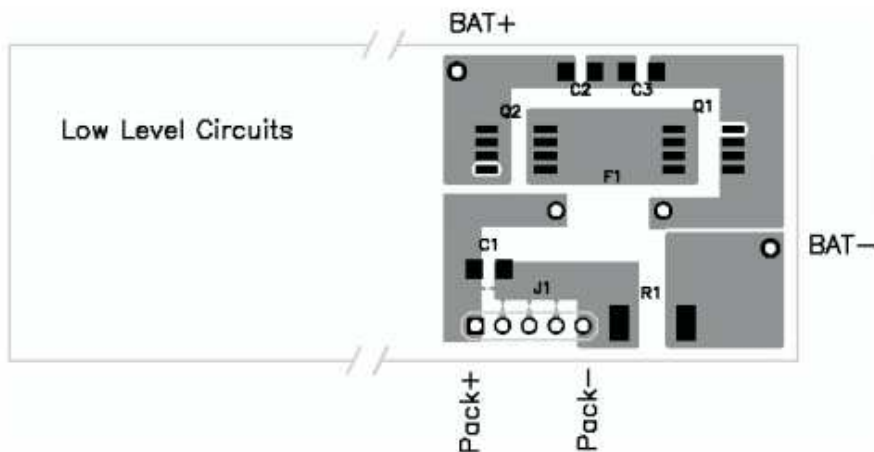 BAT+
C2 C3
Q2 Q1
Low Level Circuits
F1
C1
BAT-
J1 R1
Pack+ Pack-